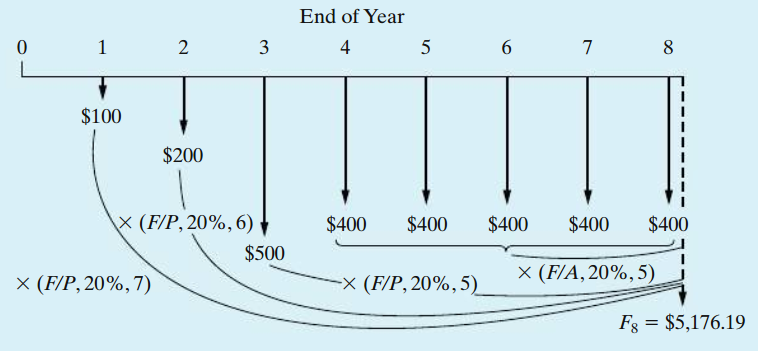 End of Year
0 1 2 3 4 5 6 7 8
$100
$200
× (F/P, 20%, 6) $400 $400 $400 $400 $400
$500
× (F/P, 20%, 7) × (F/P, 20%, 5) × (F/A, 20%, 5)
F₈ = $5,176.19